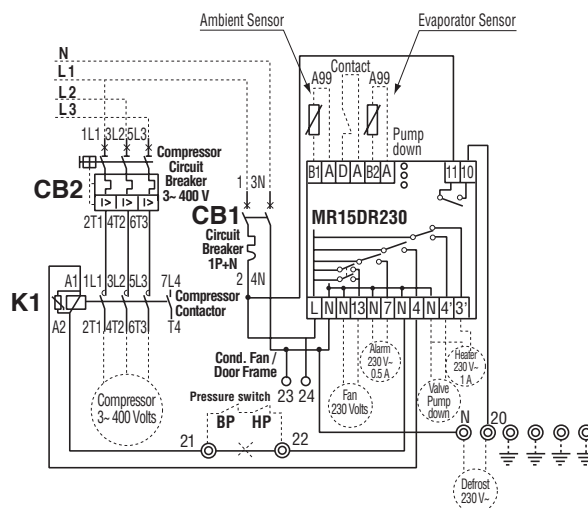 Ambient Sensor
Evaporator Sensor
N
L1
L2
L3
A99
Contact
A99
1L1 3L2 5L3
Compressor
Circuit
Breaker
3~ 400 V
CB2
I> I> I>
2T1 4T2 6T3
1 3N
CB1
Circuit
Breaker
1P+N
2 4N
Pump
down
B1 A D A B2 A
11 10
MR15DR230
L N N 13 N 7 N 4 N 4' 3'
K1
A1
A2
1L1 3L2 5L3
7L4
Compressor
Contactor
2T1 4T2 6T3
T4
Cond. Fan /
Door Frame
23 24
Fan
230 Volts
Alarm
230 V~
0.5 A
Valve
Pump
down
Heater
230 V~
1 A
Compressor
3~ 400 Volts
Pressure switch
BP HP
21 22
N 20
Defrost
230 V~